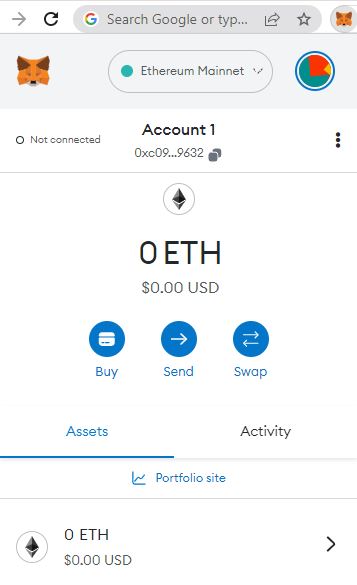 Search Google or typ...
Ethereum Mainnet
Not connected
Account 1
0xc09...9632
0 ETH
$0.00 USD
Buy
Send
Swap
Assets
Activity
Portfolio site
0 ETH
$0.00 USD